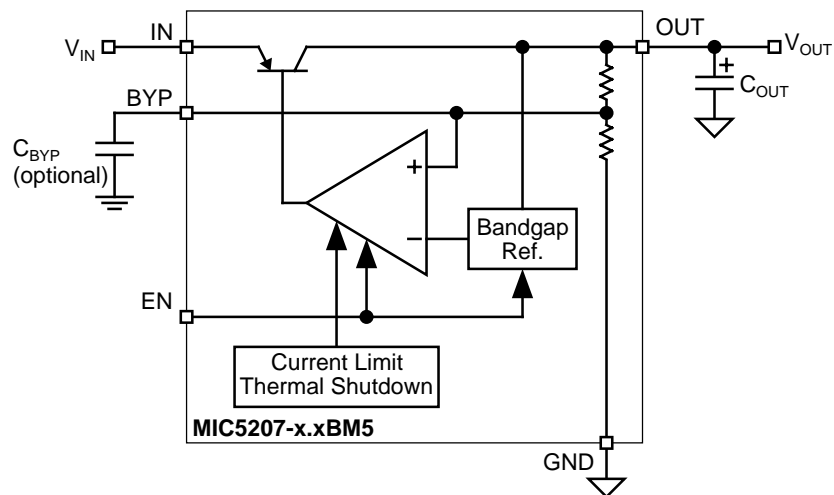 IN
OUT
V_IN
V_OUT
BYP
C_OUT
C_BYP
(optional)
+
+
–
Bandgap
Ref.
EN
Current Limit
Thermal Shutdown
MIC5207-x.xBM5
GND